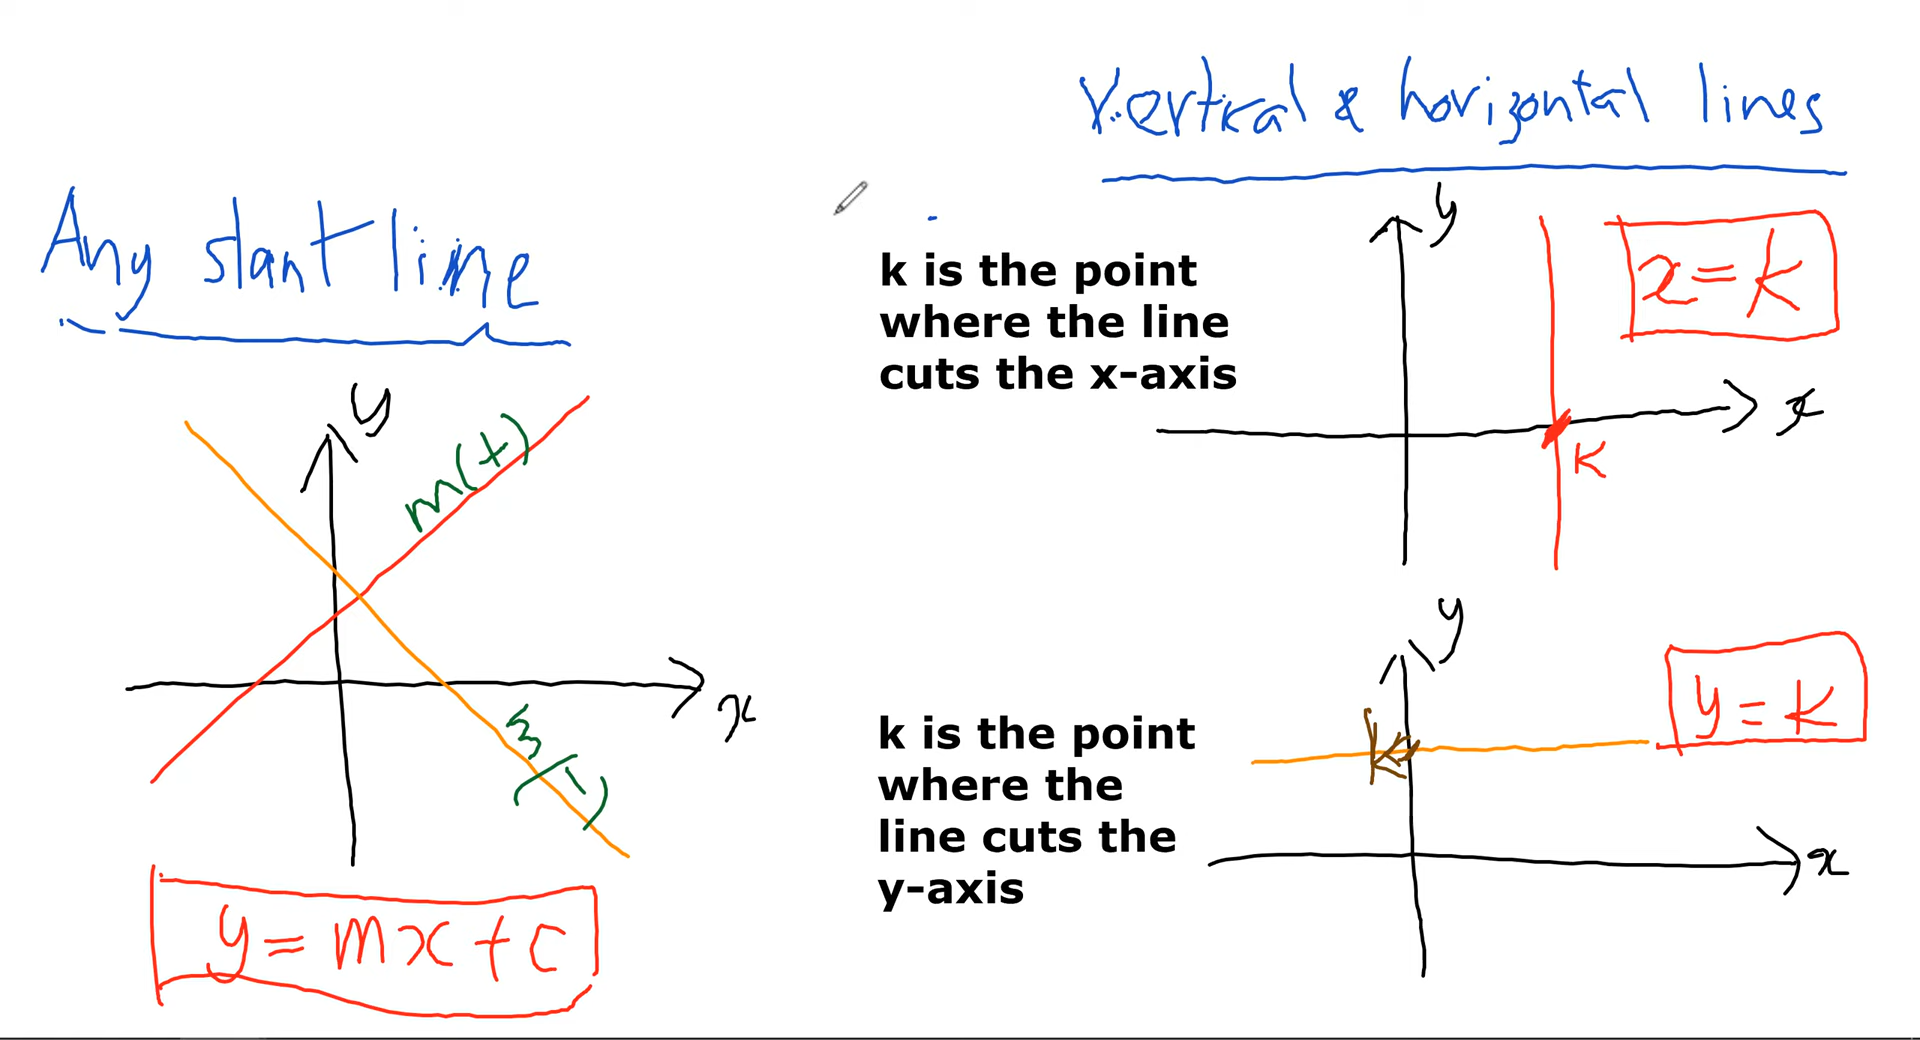 Any slant line
y
m(+)
x
m(-)
y = mx + c
Vertical & horizontal lines
k is the point
where the line
cuts the x-axis
y
x = k
x
k
k is the point
where the
line cuts the
y-axis
y
y = k
k
x